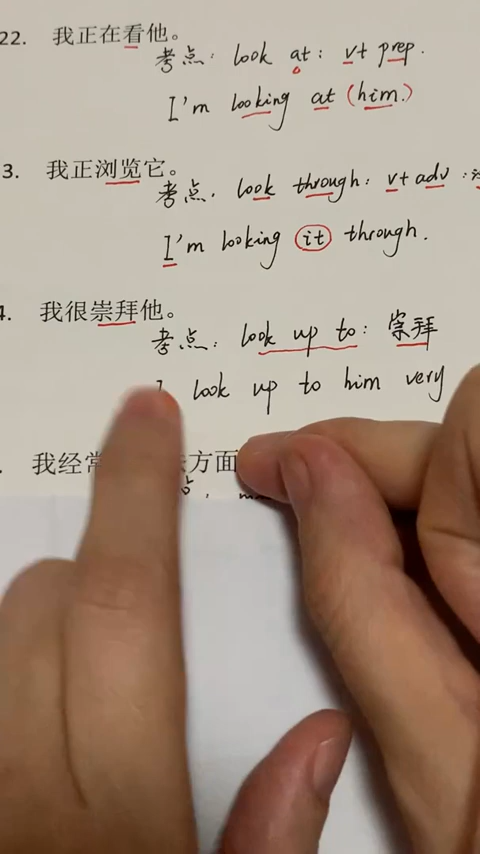 22. 我正在看他。
考点: look at: v+ prep.
I'm looking at (him.)
3. 我正浏览它。
考点. look through: v+ adv :
I'm looking it through.
4. 我很崇拜他。
考点: look up to: 崇拜
look up to him very
. 我经常 方面
点,